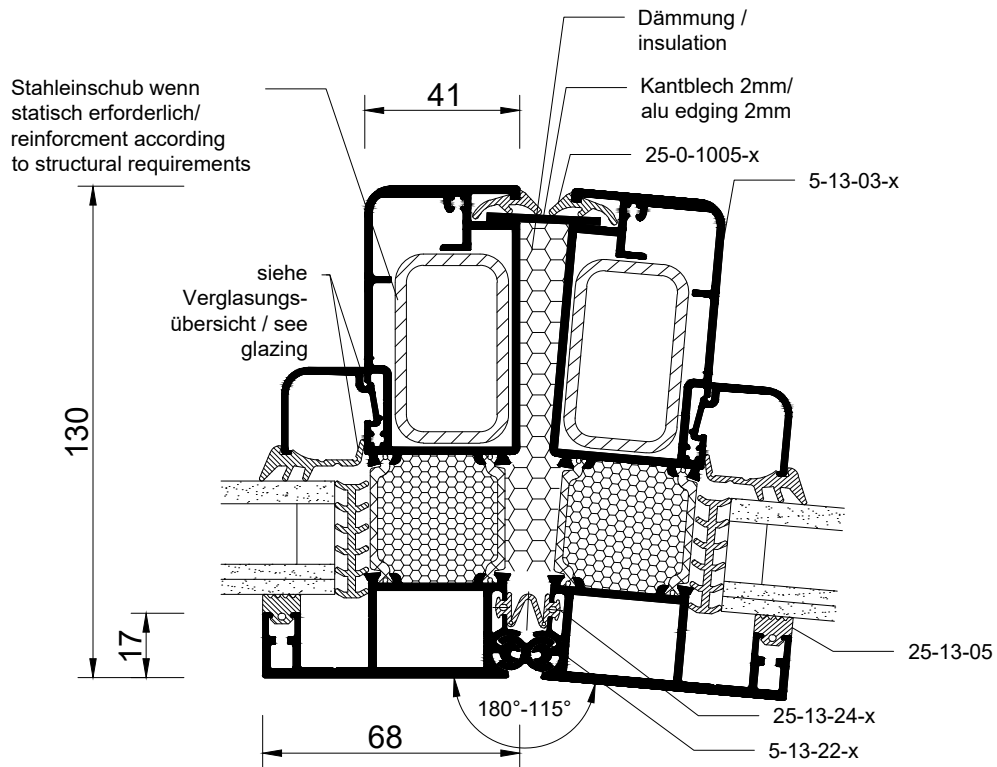 Dämmung /
insulation
Stahleinschub wenn
statisch erforderlich/
reinforcment according
to structural requirements
41
Kantblech 2mm/
alu edging 2mm
25-0-1005-x
5-13-03-x
siehe
Verglasungs-
übersicht / see
glazing
130
17
25-13-05
180°-115°
25-13-24-x
68
5-13-22-x